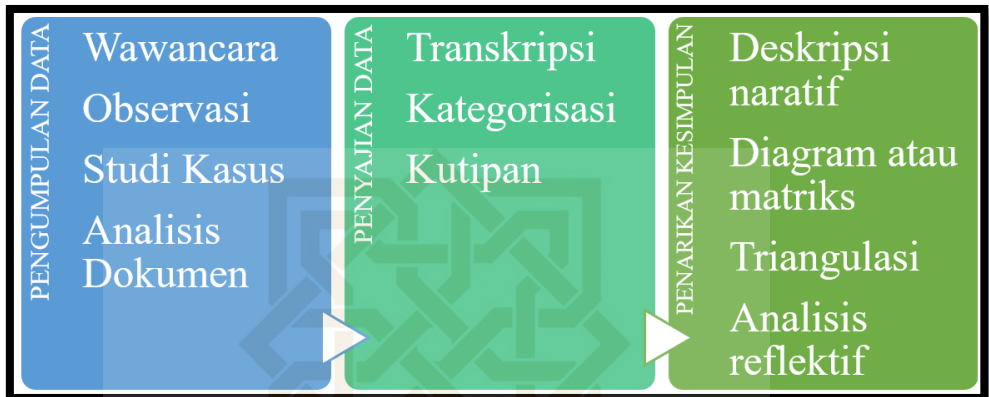 PENGUMPULAN DATA
Wawancara
Observasi
Studi Kasus
Analisis
Dokumen
PENYAJIAN DATA
Transkripsi
Kategorisasi
Kutipan
PENARIKAN KESIMPULAN
Deskripsi
naratif
Diagram atau
matriks
Triangulasi
Analisis
reflektif